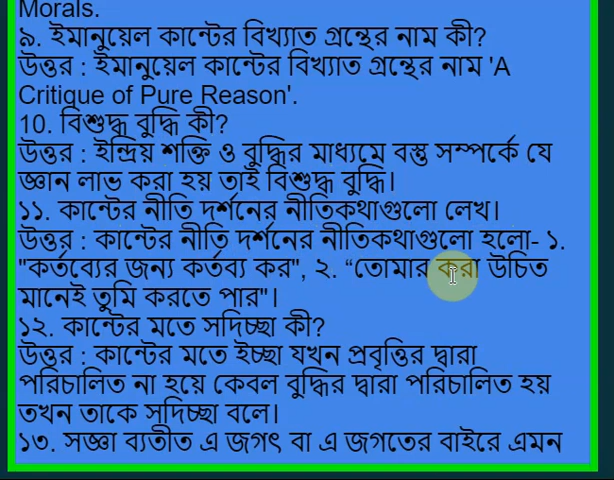 Morals.
৯. ইমানুয়েল কান্টের বিখ্যাত গ্রন্থের নাম কী?
উত্তর : ইমানুয়েল কান্টের বিখ্যাত গ্রন্থের নাম 'A
Critique of Pure Reason'.
10. বিশুদ্ধ বুদ্ধি কী?
উত্তর : ইন্দ্রিয় শক্তি ও বুদ্ধির মাধ্যমে বস্তু সম্পর্কে যে
জ্ঞান লাভ করা হয় তাই বিশুদ্ধ বুদ্ধি।
১১. কান্টের নীতি দর্শনের নীতিকথাগুলো লেখ।
উত্তর : কান্টের নীতি দর্শনের নীতিকথাগুলো হলো- ১.
"কর্তব্যের জন্য কর্তব্য কর", ২. “তোমার করা উচিত
মানেই তুমি করতে পার"।
১২. কান্টের মতে সদিচ্ছা কী?
উত্তর : কান্টের মতে ইচ্ছা যখন প্রবৃত্তির দ্বারা
পরিচালিত না হয়ে কেবল বুদ্ধির দ্বারা পরিচালিত হয়
তখন তাকে সদিচ্ছা বলে।
১৩. সজ্ঞা ব্যতীত এ জগৎ বা এ জগতের বাইরে এমন